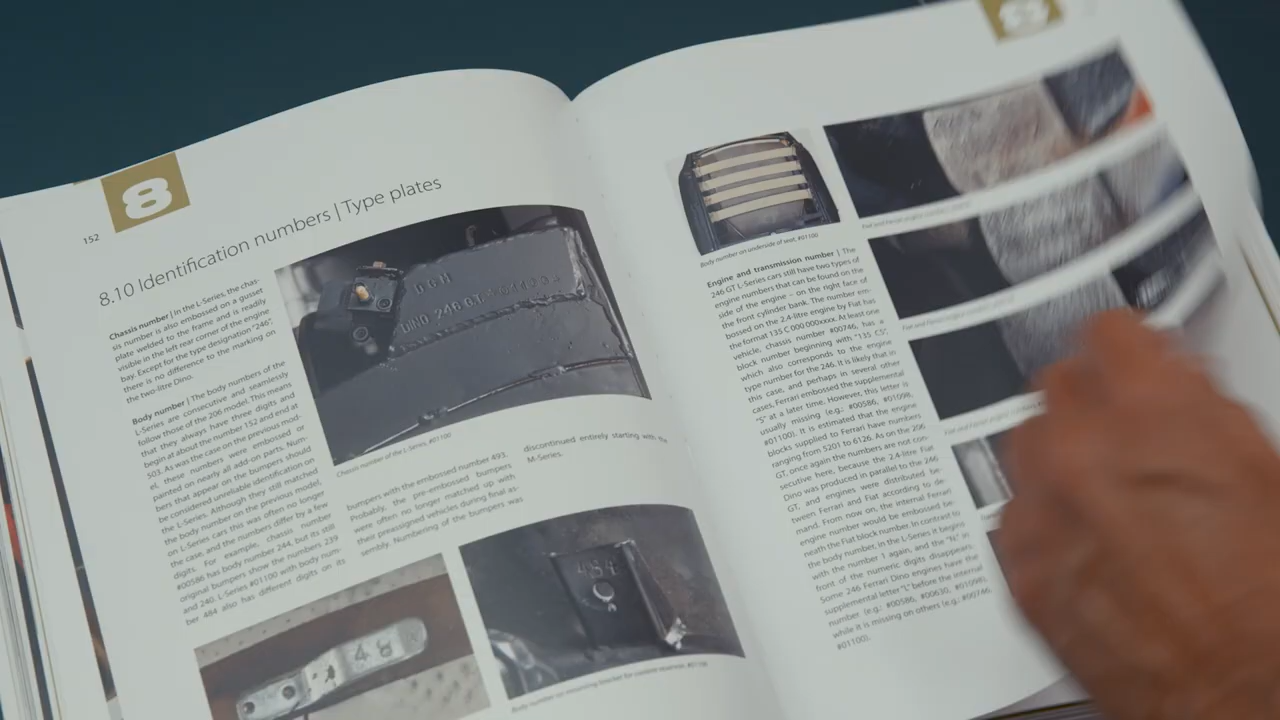 8
152
8.10 Identification numbers | Type plates
Chassis number | In the L-Series, the chas-
sis number is also embossed on a gusset
plate welded to the frame and is readily
visible in the left rear corner of the engine
bay. Except for the type designation "246",
there is no difference to the marking on
the two-litre Dino.
Body number | The body numbers of the
L-Series are consecutive and seamlessly
follow those of the 206 model. This means
that they always have three digits and
begin at about the number 152 and end at
503. As was the case on the previous mod-
el, these numbers were embossed or
painted on nearly all add-on parts. Num-
bers that appear on the bumpers should
be considered unreliable identification on
the L-Series. Although they still matched
the body number on the previous model,
on L-Series cars this was often no longer
the case, and the numbers differ by a few
digits. For example, chassis number
#00586 has body number 244, but its still
original bumpers show the numbers 239
and 240. L-Series #01100 with body num-
ber 484 also has different digits on its
DGM
DINO 246 GT
Chassis number of the L-Series, #01100
bumpers with the embossed number 493.
Probably, the pre-embossed bumpers
were often no longer matched up with
their preassigned vehicles during final as-
sembly. Numbering of the bumpers was
discontinued entirely starting with the
M-Series.
48
484
Body number on mounting bracket for coolant reservoir, #01100
8
Body number on underside of seat, #01100
Engine and transmission number | The
246 GT L-Series cars still have two types of
engine numbers that can be found on the
side of the engine – on the right face of
the front cylinder bank. The number em-
bossed on the 2.4-litre engine by Fiat has
the format 135 C 000 000xxxx. At least one
vehicle, chassis number #00746, has a
block number beginning with "135 CS",
which also corresponds to the engine
type number for the 246. It is likely that in
this case, and perhaps in several other
cases, Ferrari embossed the supplemental
"S" at a later time. However, this letter is
usually missing (e.g.: #00586, #01098,
#01100). It is estimated that the engine
blocks supplied to Ferrari have numbers
ranging from 5201 to 6126. As on the 206
GT, once again the numbers are not con-
secutive here, because the 2.4-litre Fiat
Dino was produced in parallel to the 246
GT, and engines were distributed be-
tween Ferrari and Fiat according to de-
mand. From now on, the internal Ferrari
engine number would be embossed be-
neath the Fiat block number. In contrast to
the body number, in the L-Series it begins
with the number 1 again, and the "N." in
front of the numeric digits disappears.
Some 246 Ferrari Dino engines have the
supplemental letter "L" before the internal
number (e.g.: #00586, #00630, #01098),
while it is missing on others (e.g.: #00746,
#01100).